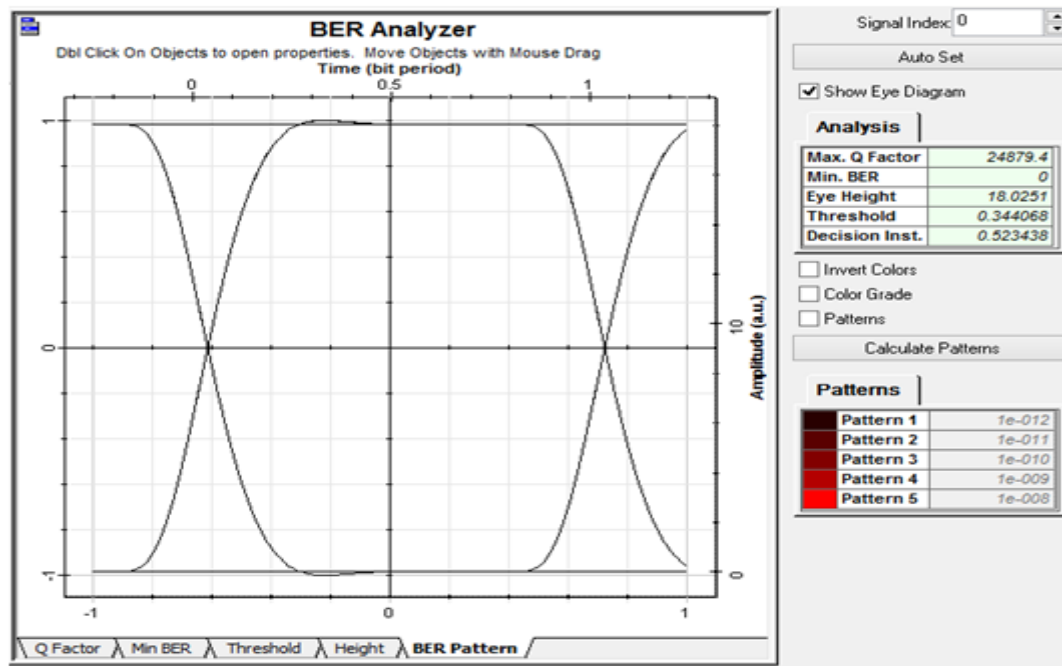 BER Analyzer
Dbl Click On Objects to open properties. Move Objects with Mouse Drag
Time (bit period)
0 0.5 1
1
0
-1
-1 0 1
10
0
Amplitude (a.u.)
Q Factor Min BER Threshold Height BER Pattern
Signal Index: 0
Auto Set
Show Eye Diagram
Analysis
Max. Q Factor 24879.4
Min. BER 0
Eye Height 18.0251
Threshold 0.344068
Decision Inst. 0.523438
Invert Colors
Color Grade
Patterns
Calculate Patterns
Patterns
Pattern 1 1e-012
Pattern 2 1e-011
Pattern 3 1e-010
Pattern 4 1e-009
Pattern 5 1e-008